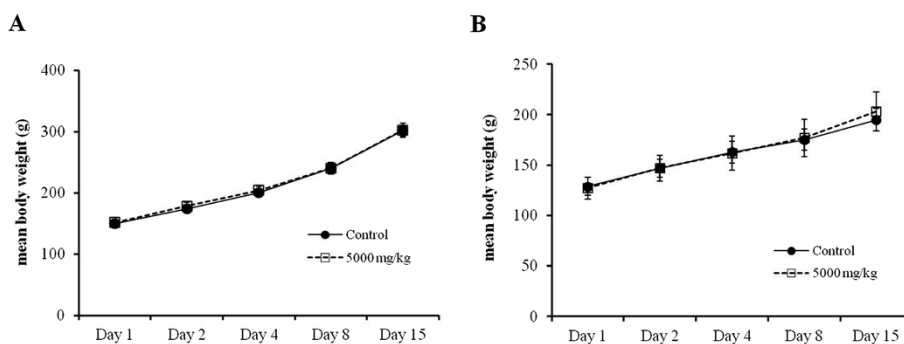 A
mean body weight (g)
400
300
200
100
0
Day 1 Day 2 Day 4 Day 8 Day 15
Control
5000 mg/kg
B
mean body weight (g)
250
200
150
100
50
0
Day 1 Day 2 Day 4 Day 8 Day 15
Control
5000 mg/kg